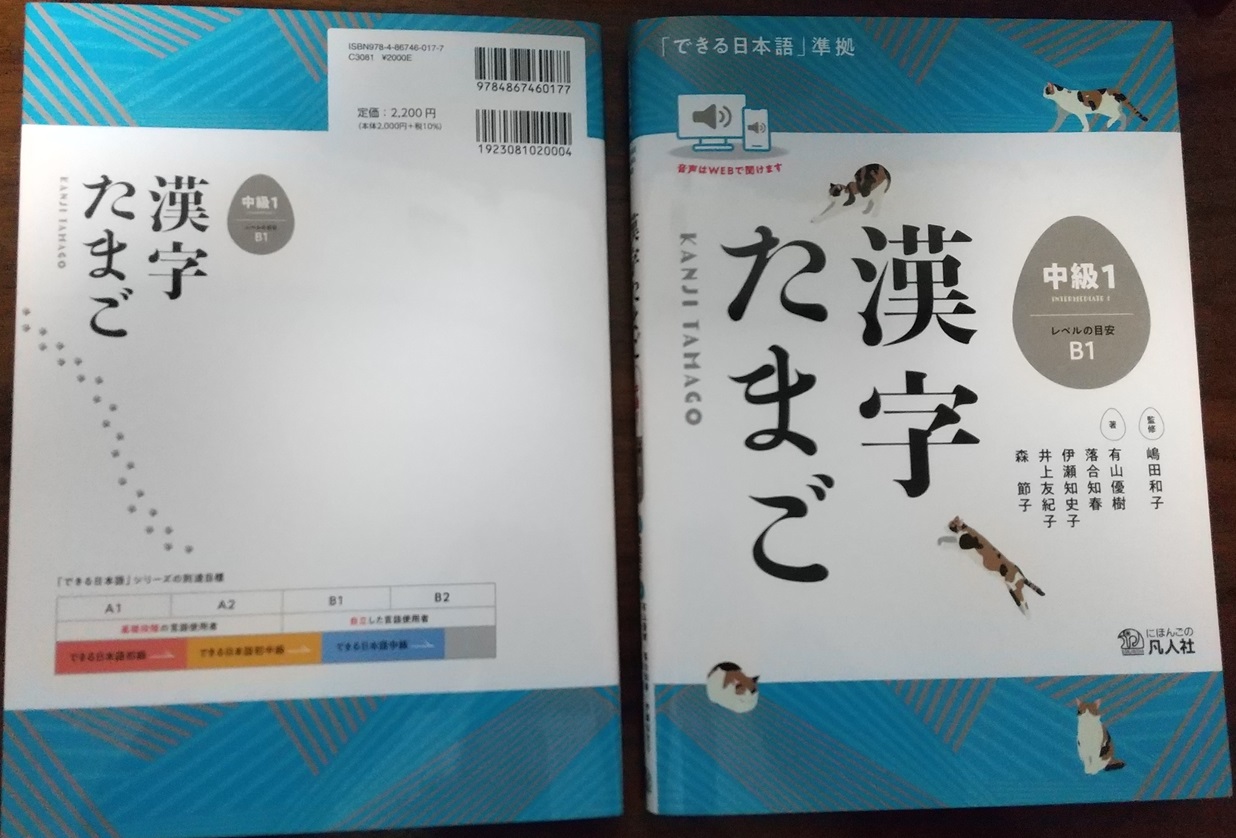 ISBN978-4-86746-017-7
C3081 ¥2000E
9784867460177
定価：2,200円
(本体2,000円+税10%)
1923081020004
漢字
たまご
KANJI TAMAGO
中級1
レベルの目安
B1
「できる日本語」シリーズの到達目標
A1
A2
B1
B2
基礎段階の言語使用者
自立した言語使用者
できる日本語初級
できる日本語初中級
できる日本語中級
「できる日本語」準拠
音声はWEBで聞けます
漢字
たまご
KANJI TAMAGO
中級1
INTERMEDIATE 1
レベルの目安
B1
監修
嶋田和子
著
有山優樹
落合知春
伊瀬知史子
井上友紀子
森 節子
にほんごの
凡人社